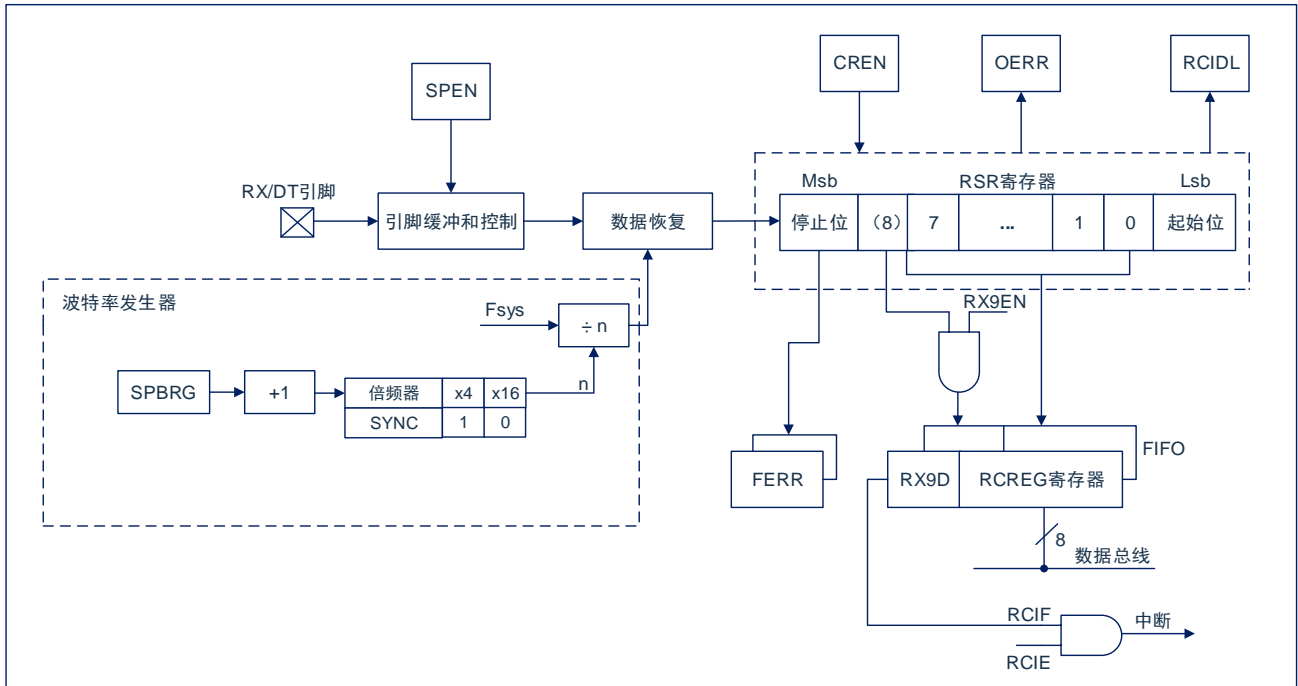 CREN
OERR
RCIDL
SPEN
Msb
RSR寄存器
Lsb
RX/DT引脚
引脚缓冲和控制
数据恢复
停止位
（8）
7
...
1
0
起始位
波特率发生器
Fsys
÷ n
RX9EN
SPBRG
+1
倍频器
x4
x16
n
SYNC
1
0
FIFO
FERR
RX9D
RCREG寄存器
8
数据总线
RCIF
中断
RCIE